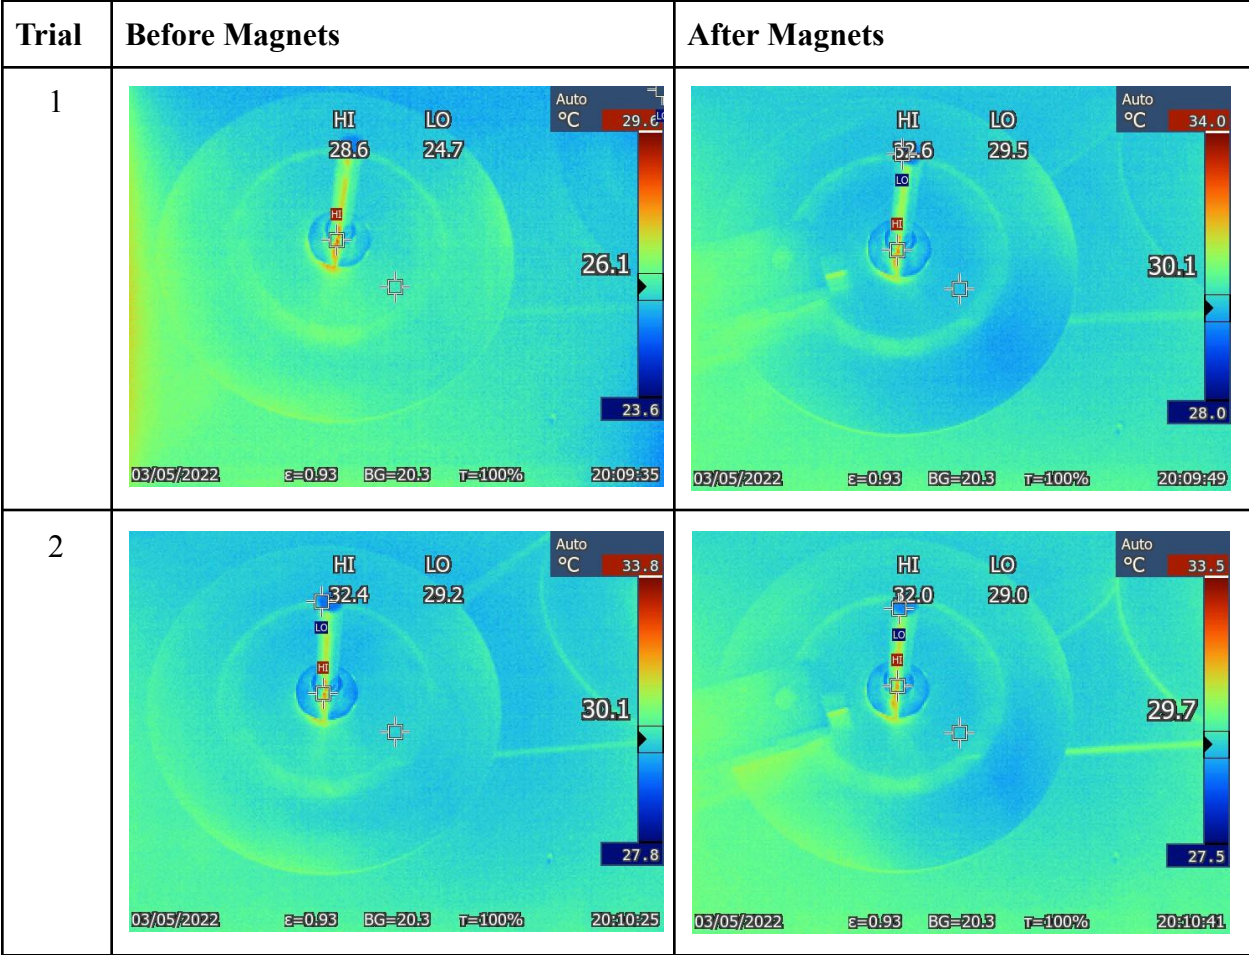 Trial Before Magnets After Magnets
1
Auto
°C 29.6
HI LO
28.6 24.7
HI
26.1
23.6
03/05/2022 ε=0.93 BG=20.3 τ=100% 20:09:35
Auto
°C 34.0
HI LO
32.6 29.5
LO
HI
30.1
28.0
03/05/2022 ε=0.93 BG=20.3 τ=100% 20:09:49
2
Auto
°C 33.8
HI LO
32.4 29.2
LO
HI
30.1
27.8
03/05/2022 ε=0.93 BG=20.3 τ=100% 20:10:25
Auto
°C 33.5
HI LO
32.0 29.0
LO
HI
29.7
27.5
03/05/2022 ε=0.93 BG=20.3 τ=100% 20:10:41